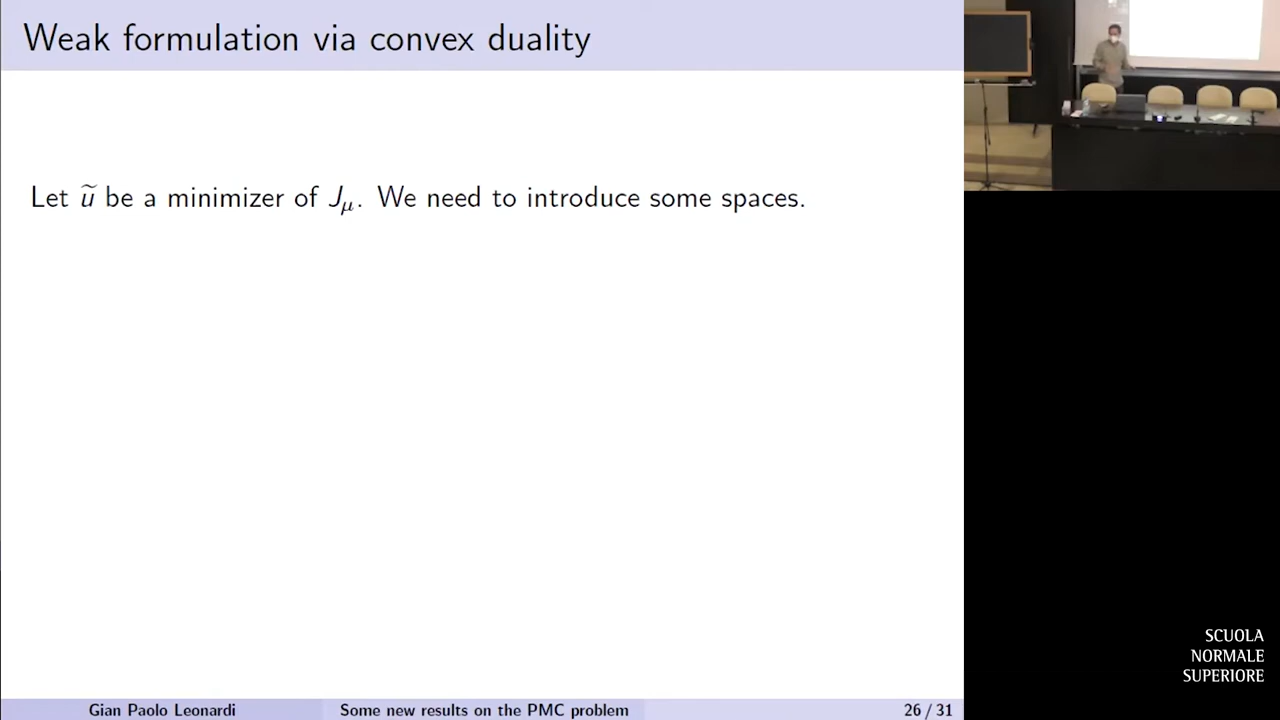 Weak formulation via convex duality
Let ũ be a minimizer of J_μ. We need to introduce some spaces.
SCUOLA
NORMALE
SUPERIORE
Gian Paolo Leonardi
Some new results on the PMC problem
26 / 31